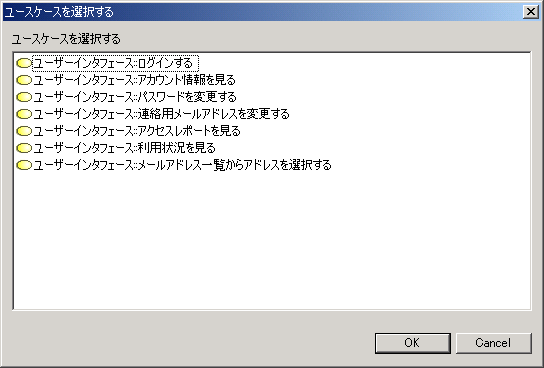 ユースケースを選択する
ユースケースを選択する
ユーザーインタフェース::ログインする
ユーザーインタフェース::アカウント情報を見る
ユーザーインタフェース::パスワードを変更する
ユーザーインタフェース::連絡用メールアドレスを変更する
ユーザーインタフェース::アクセスレポートを見る
ユーザーインタフェース::利用状況を見る
ユーザーインタフェース::メールアドレス一覧からアドレスを選択する
OK Cancel